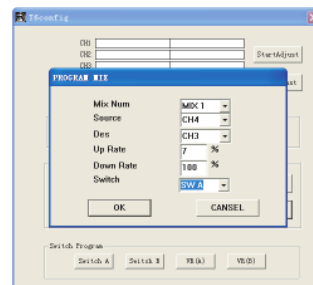 T6config
CH1
CH2
CH3
StartAdjust
PROGRAM MIX
Mix Num MIX 1
Source CH4
Des CH3
Up Rate 7 %
Down Rate 100 %
Switch SW A
OK CANSEL
Switch Program
Switch A Switch B VR(A) VR(B)